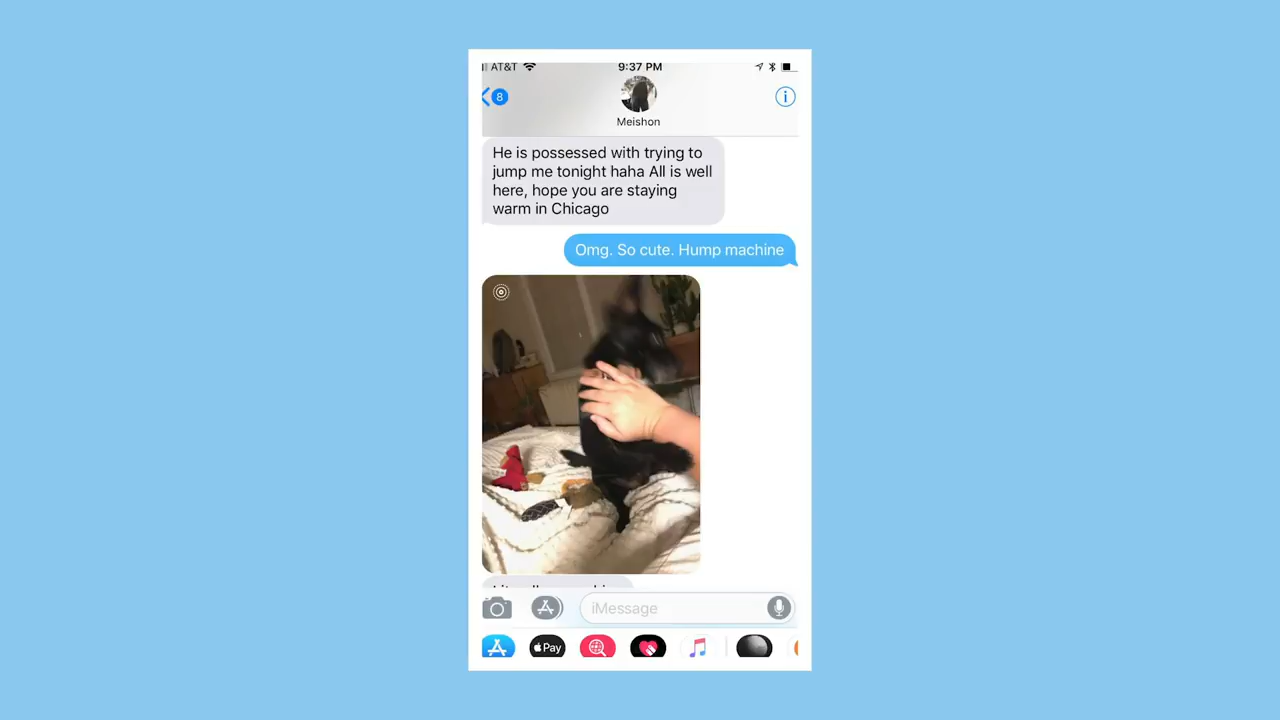 AT&T 9:37 PM
8
Meishon
He is possessed with trying to
jump me tonight haha All is well
here, hope you are staying
warm in Chicago
Omg. So cute. Hump machine
iMessage
Pay